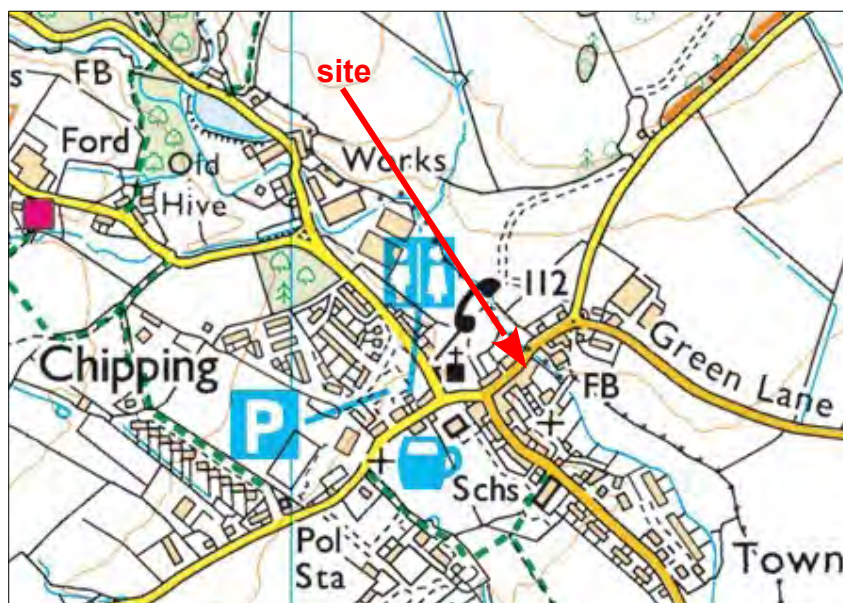 site
s
FB
Ford
Old
Hive
Works
112
Chipping
Green Lane
FB
P
Schs
Pol
Sta
Town